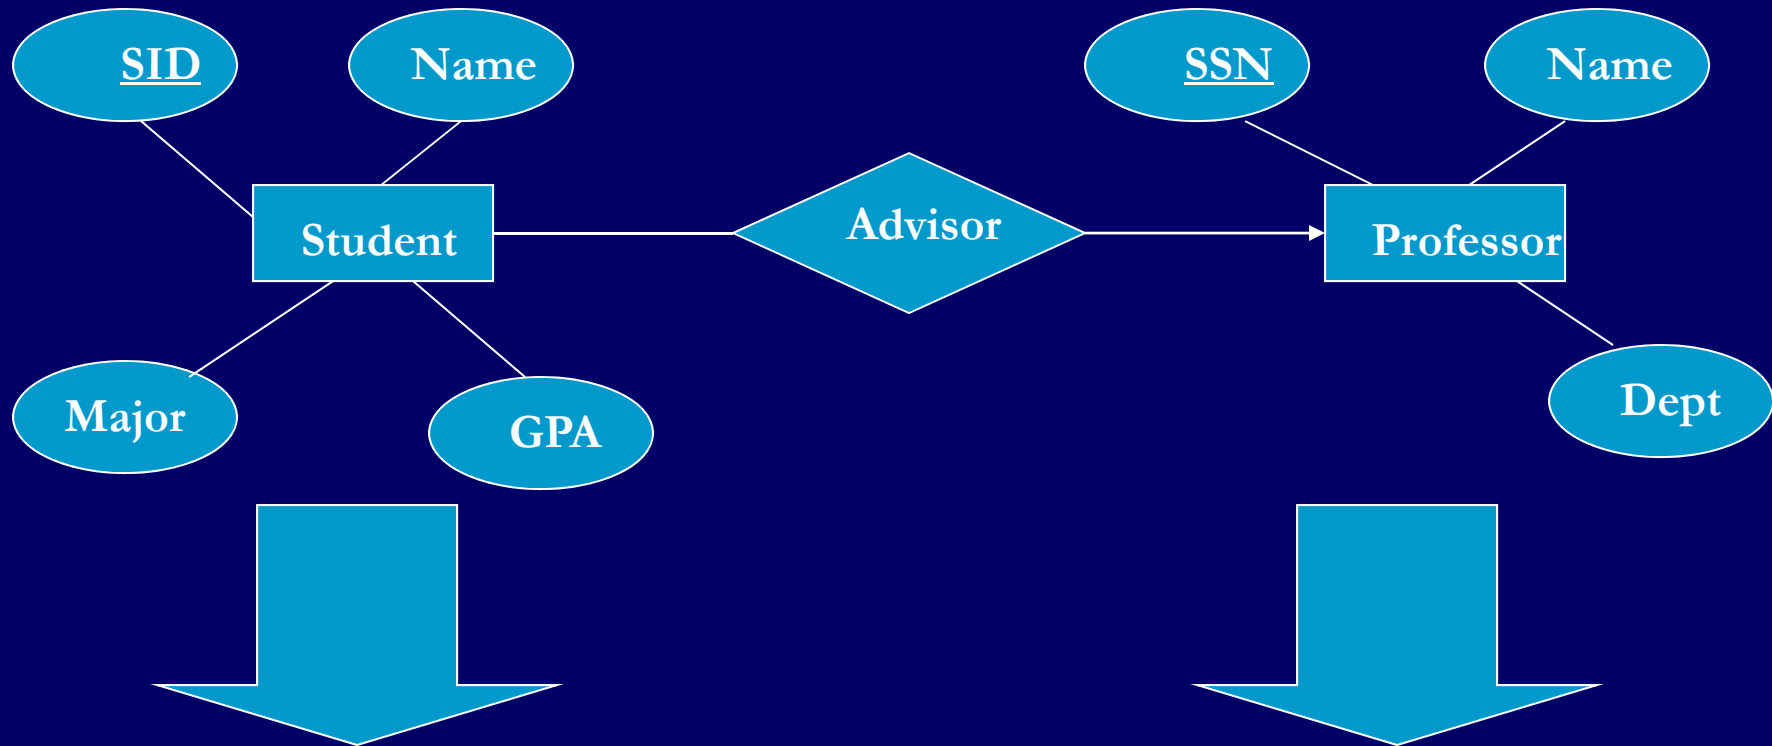 SID
Name
SSN
Name
Student
Advisor
Professor
Major
GPA
Dept